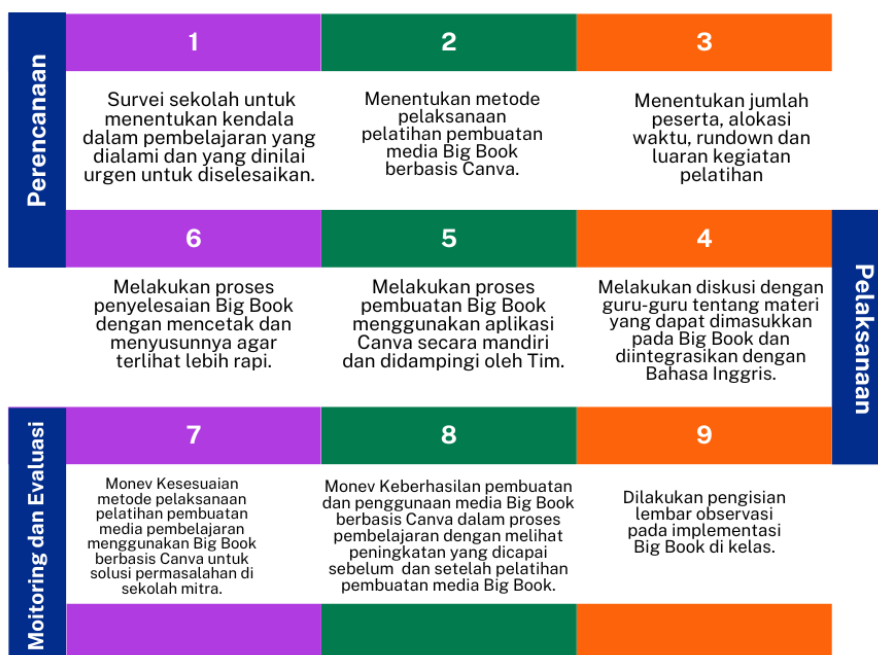 Perencanaan
1
Survei sekolah untuk
menentukan kendala
dalam pembelajaran yang
dialami dan yang dinilai
urgen untuk diselesaikan.
2
Menentukan metode
pelaksanaan
pelatihan pembuatan
media Big Book
berbasis Canva.
3
Menentukan jumlah
peserta, alokasi
waktu, rundown dan
luaran kegiatan
pelatihan
Pelaksanaan
4
Melakukan diskusi dengan
guru-guru tentang materi
yang dapat dimasukkan
pada Big Book dan
diintegrasikan dengan
Bahasa Inggris.
5
Melakukan proses
pembuatan Big Book
menggunakan aplikasi
Canva secara mandiri
dan didampingi oleh Tim.
6
Melakukan proses
penyelesaian Big Book
dengan mencetak dan
menyusunnya agar
terlihat lebih rapi.
Moitoring dan Evaluasi
7
Monev Kesesuaian
metode pelaksanaan
pelatihan pembuatan
media pembelajaran
menggunakan Big Book
berbasis Canva untuk
solusi permasalahan di
sekolah mitra.
8
Monev Keberhasilan pembuatan
dan penggunaan media Big Book
berbasis Canva dalam proses
pembelajaran dengan melihat
peningkatan yang dicapai
sebelum dan setelah pelatihan
pembuatan media Big Book.
9
Dilakukan pengisian
lembar observasi
pada implementasi
Big Book di kelas.